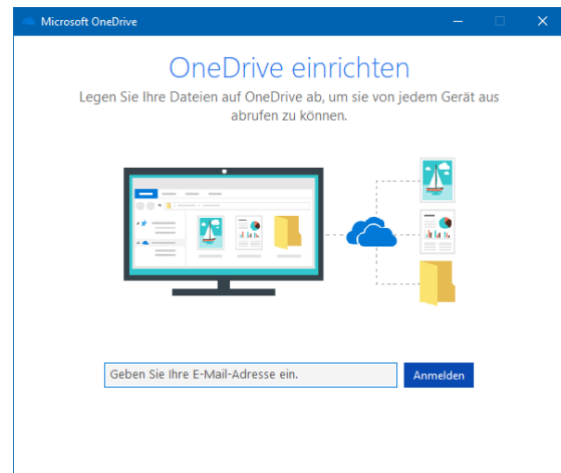 Microsoft OneDrive
OneDrive einrichten
Legen Sie Ihre Dateien auf OneDrive ab, um sie von jedem Gerät aus
abrufen zu können.
Geben Sie Ihre E-Mail-Adresse ein.
Anmelden